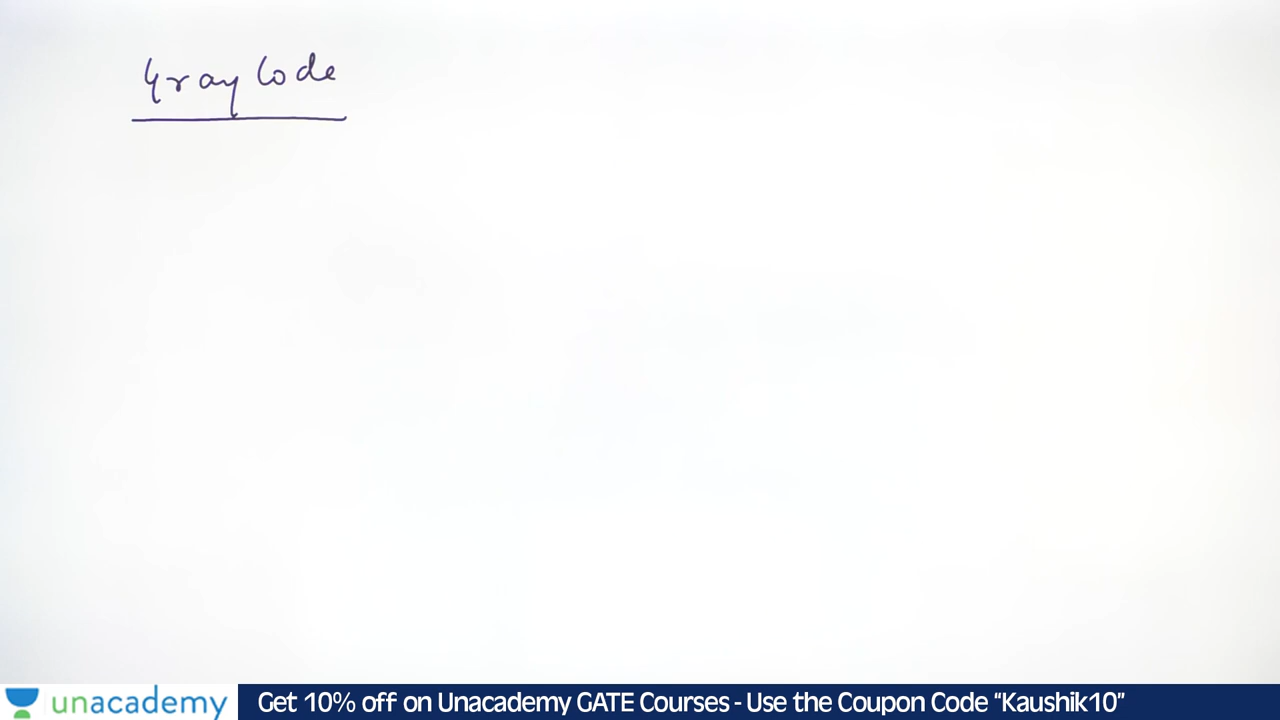 Gray Code
unacademy
Get 10% off on Unacademy GATE Courses - Use the Coupon Code “Kaushik10”